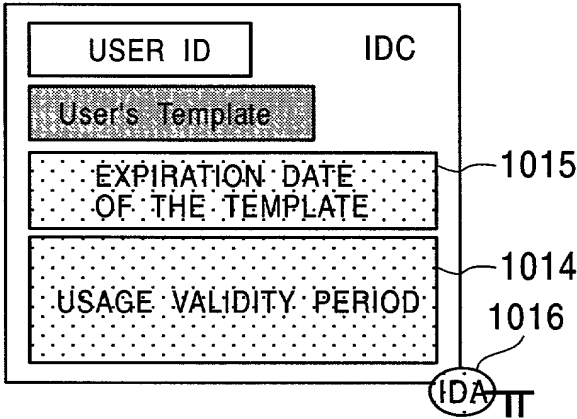 USER ID
IDC
User's Template
EXPIRATION DATE
OF THE TEMPLATE
1015
USAGE VALIDITY PERIOD
1014
1016
IDA